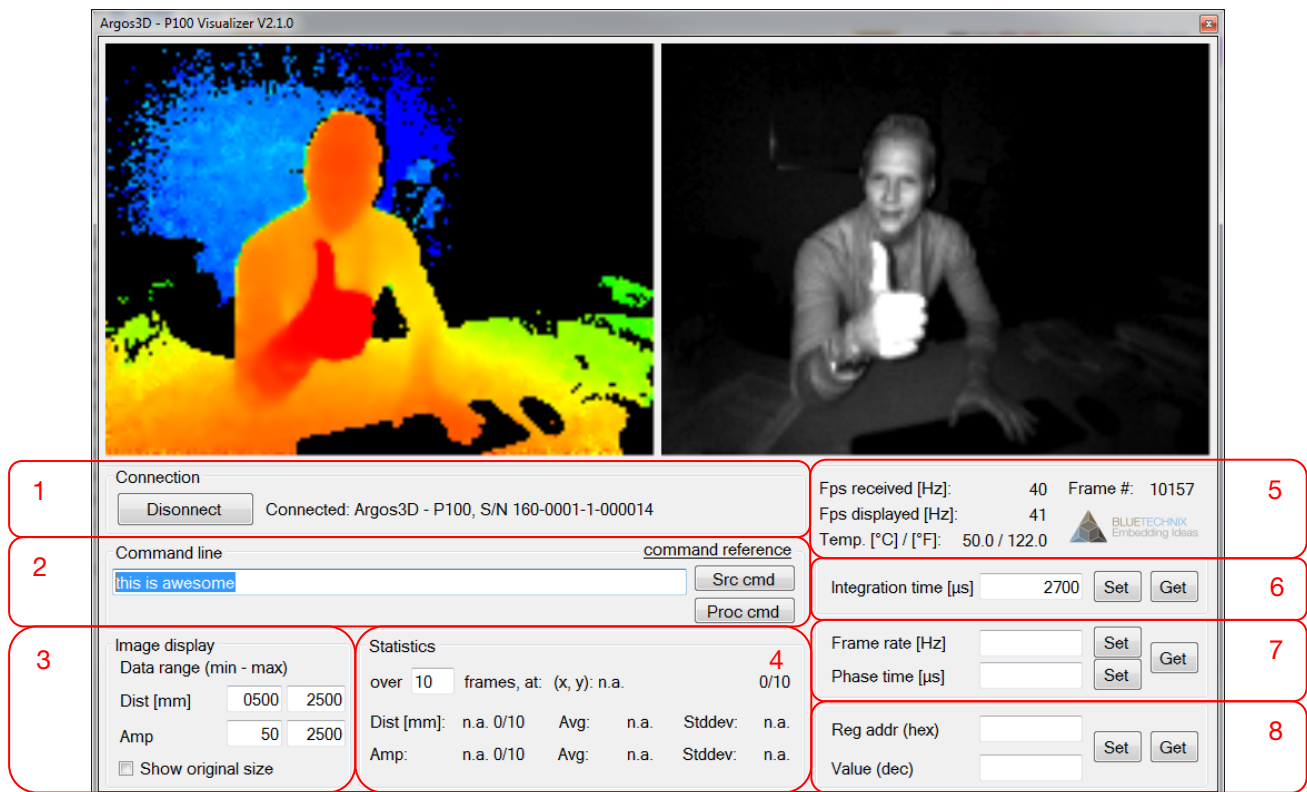 Argos3D - P100 Visualizer V2.1.0
x
1
Connection
Disonnect
Connected: Argos3D - P100, S/N 160-0001-1-000014
2
Command line
command reference
this is awesome
Src cmd
Proc cmd
3
Image display
Data range (min - max)
Dist [mm] 0500 2500
Amp 50 2500
Show original size
Statistics
4
over 10 frames, at: (x, y): n.a. 0/10
Dist [mm]: n.a. 0/10 Avg: n.a. Stddev: n.a.
Amp: n.a. 0/10 Avg: n.a. Stddev: n.a.
5
Fps received [Hz]: 40 Frame #: 10157
Fps displayed [Hz]: 41
Temp. [°C] / [°F]: 50.0 / 122.0
BLUETECHNIX
Embedding Ideas
6
Integration time [µs] 2700 Set Get
7
Frame rate [Hz] Set
Get
Phase time [µs] Set
8
Reg addr (hex)
Set Get
Value (dec)